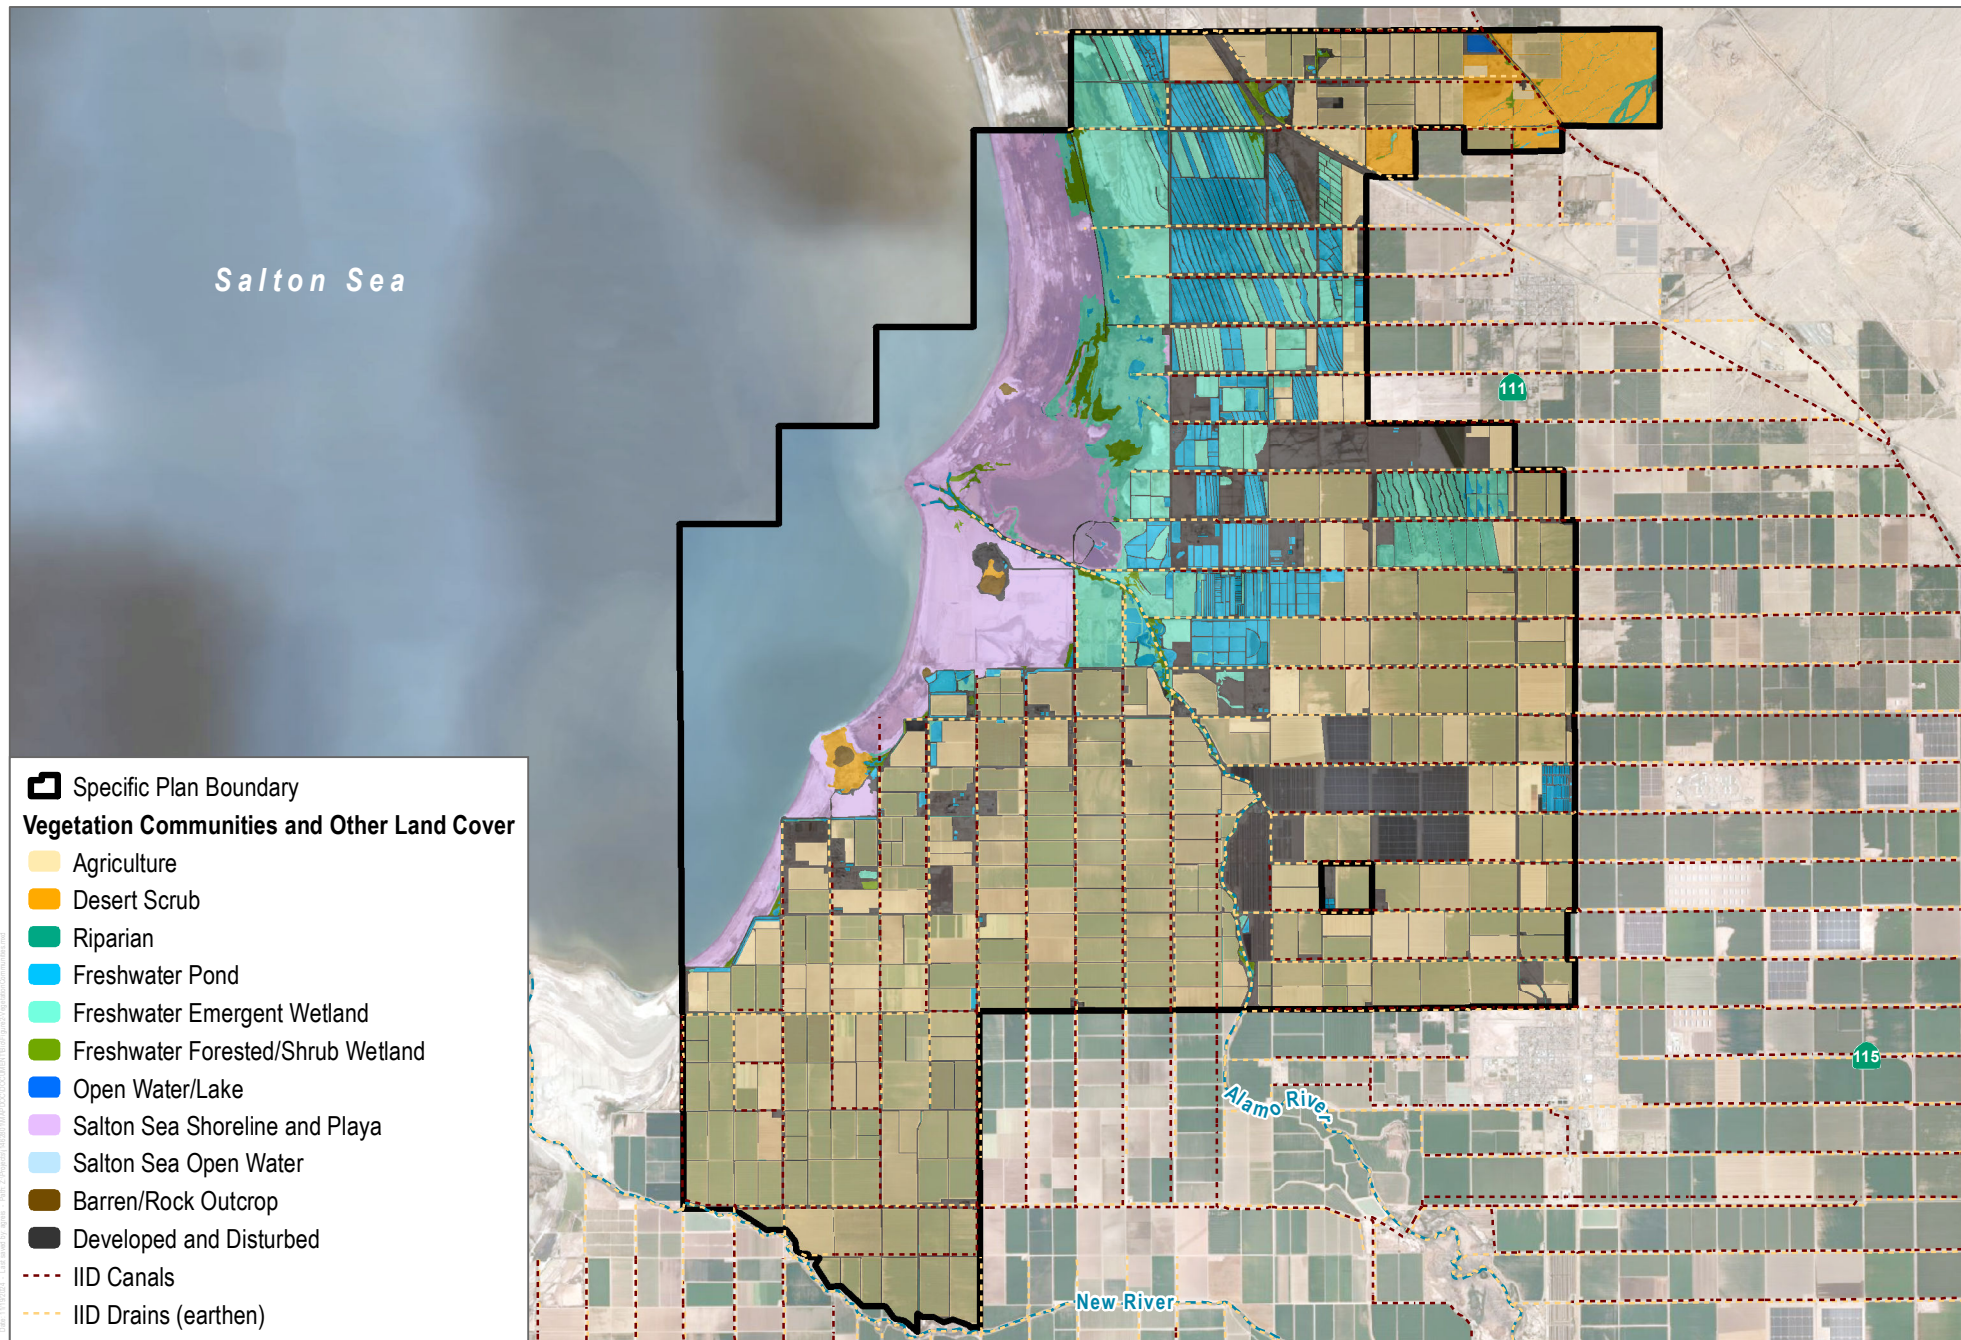 Salton Sea
111
Specific Plan Boundary
Vegetation Communities and Other Land Cover
Agriculture
Desert Scrub
Riparian
Freshwater Pond
Freshwater Emergent Wetland
Freshwater Forested/Shrub Wetland
Open Water/Lake
Salton Sea Shoreline and Playa
Salton Sea Open Water
Barren/Rock Outcrop
Developed and Disturbed
IID Canals
IID Drains (earthen)
115
Alamo River
New River